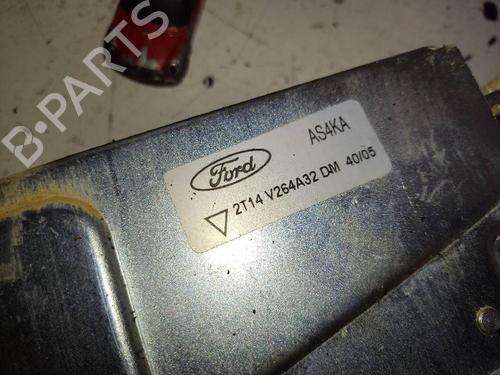 B-PARTS
AS4KA
Ford
2T14 V264A32 DM 40/05